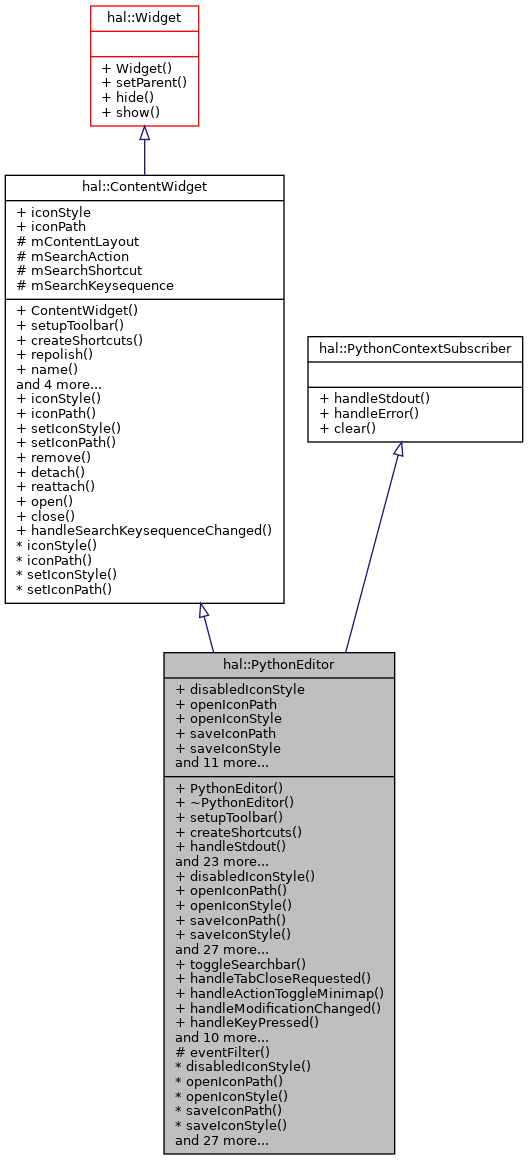 hal::Widget
+ Widget()
+ setParent()
+ hide()
+ show()
hal::ContentWidget
+ iconStyle
+ iconPath
# mContentLayout
# mSearchAction
# mSearchShortcut
# mSearchKeysequence
+ ContentWidget()
+ setupToolbar()
+ createShortcuts()
+ repolish()
+ name()
and 4 more...
+ iconStyle()
+ iconPath()
+ setIconStyle()
+ setIconPath()
+ remove()
+ detach()
+ reattach()
+ open()
+ close()
+ handleSearchKeysequenceChanged()
* iconStyle()
* iconPath()
* setIconStyle()
* setIconPath()
hal::PythonContextSubscriber
+ handleStdout()
+ handleError()
+ clear()
hal::PythonEditor
+ disabledIconStyle
+ openIconPath
+ openIconStyle
+ saveIconPath
+ saveIconStyle
and 11 more...
+ PythonEditor()
+ ~PythonEditor()
+ setupToolbar()
+ createShortcuts()
+ handleStdout()
and 23 more...
+ disabledIconStyle()
+ openIconPath()
+ openIconStyle()
+ saveIconPath()
+ saveIconStyle()
and 27 more...
+ toggleSearchbar()
+ handleTabCloseRequested()
+ handleActionToggleMinimap()
+ handleModificationChanged()
+ handleKeyPressed()
and 10 more...
# eventFilter()
* disabledIconStyle()
* openIconPath()
* openIconStyle()
* saveIconPath()
* saveIconStyle()
and 27 more...